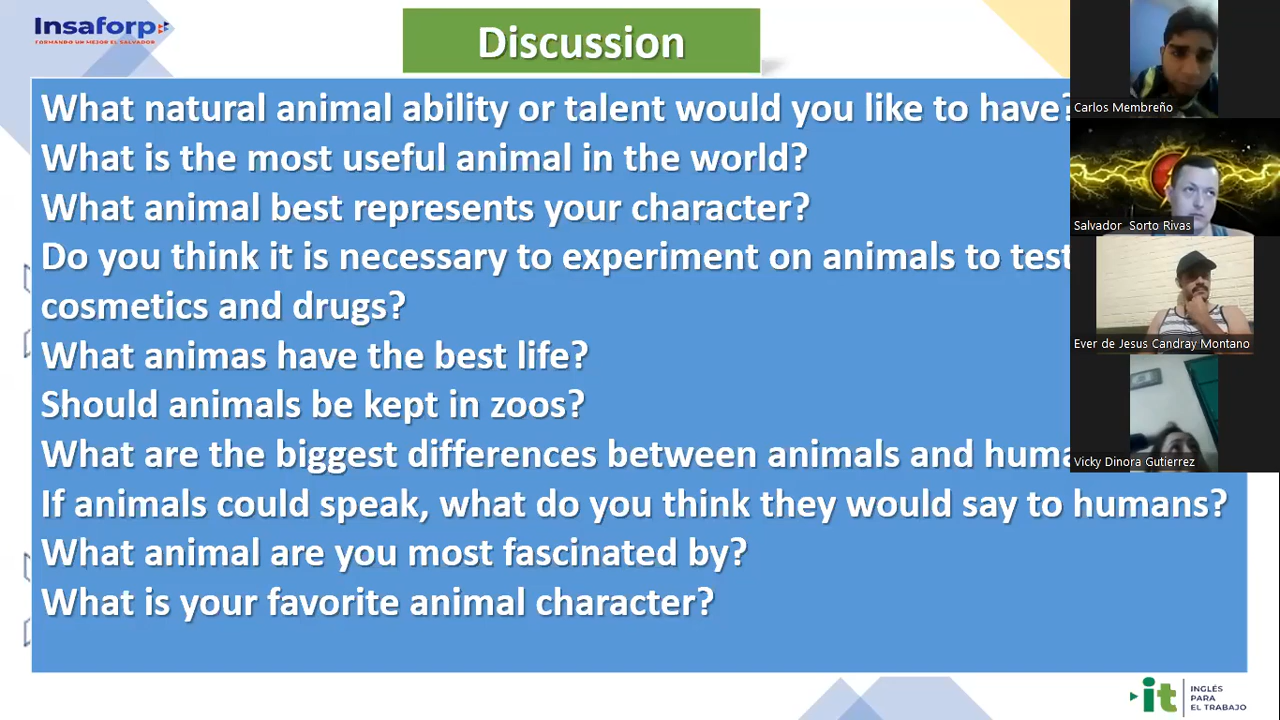 Insaforp
FORMANDO UN MEJOR EL SALVADOR
Discussion
What natural animal ability or talent would you like to have?
What is the most useful animal in the world?
What animal best represents your character?
Do you think it is necessary to experiment on animals to test
cosmetics and drugs?
What animas have the best life?
Should animals be kept in zoos?
What are the biggest differences between animals and
If animals could speak, what do you think they would say to humans?
What animal are you most fascinated by?
What is your favorite animal character?
Carlos Membreño
Salvador Sorto Rivas
Ever de Jesus Candray Montano
Vicky Dinora Gutierrez
it
INGLÉS
PARA
EL TRABAJO